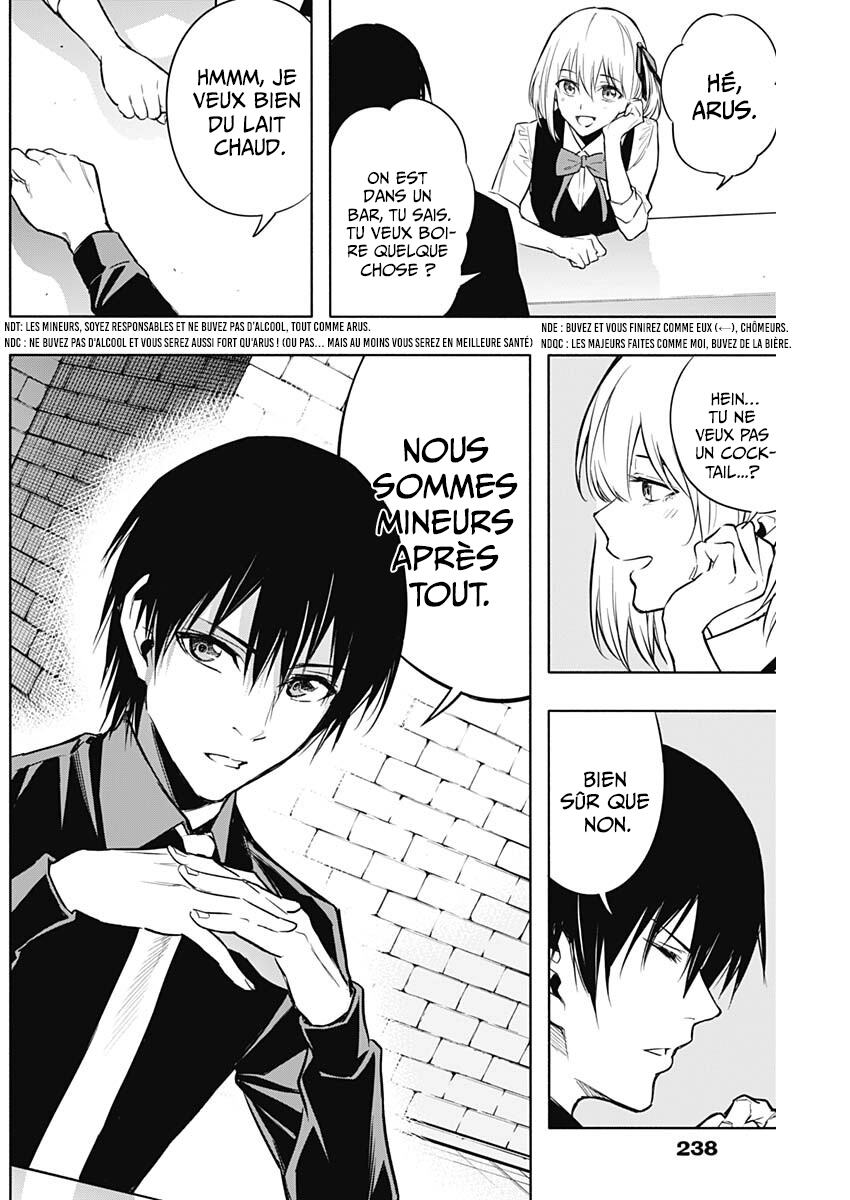 HÉ,
ARUS.
ON EST
DANS UN
BAR, TU SAIS.
TU VEUX BOI-
RE QUELQUE
CHOSE ?
HMMM, JE
VEUX BIEN
DU LAIT
CHAUD.
NDT: LES MINEURS, SOYEZ RESPONSABLES ET NE BUVEZ PAS D'ALCOOL, TOUT COMME ARUS.
NDE : BUVEZ ET VOUS FINIREZ COMME EUX (←), CHÔMEURS.
NDC : NE BUVEZ PAS D'ALCOOL ET VOUS SEREZ AUSSI FORT QU'ARUS ! (OU PAS... MAIS AU MOINS VOUS SEREZ EN MEILLEURE SANTÉ)
NDQC : LES MAJEURS FAITES COMME MOI, BUVEZ DE LA BIÈRE.
HEIN...
TU NE
VEUX PAS
UN COCK-
TAIL...?
BIEN
SÛR QUE
NON.
NOUS
SOMMES
MINEURS
APRÈS
TOUT.
238